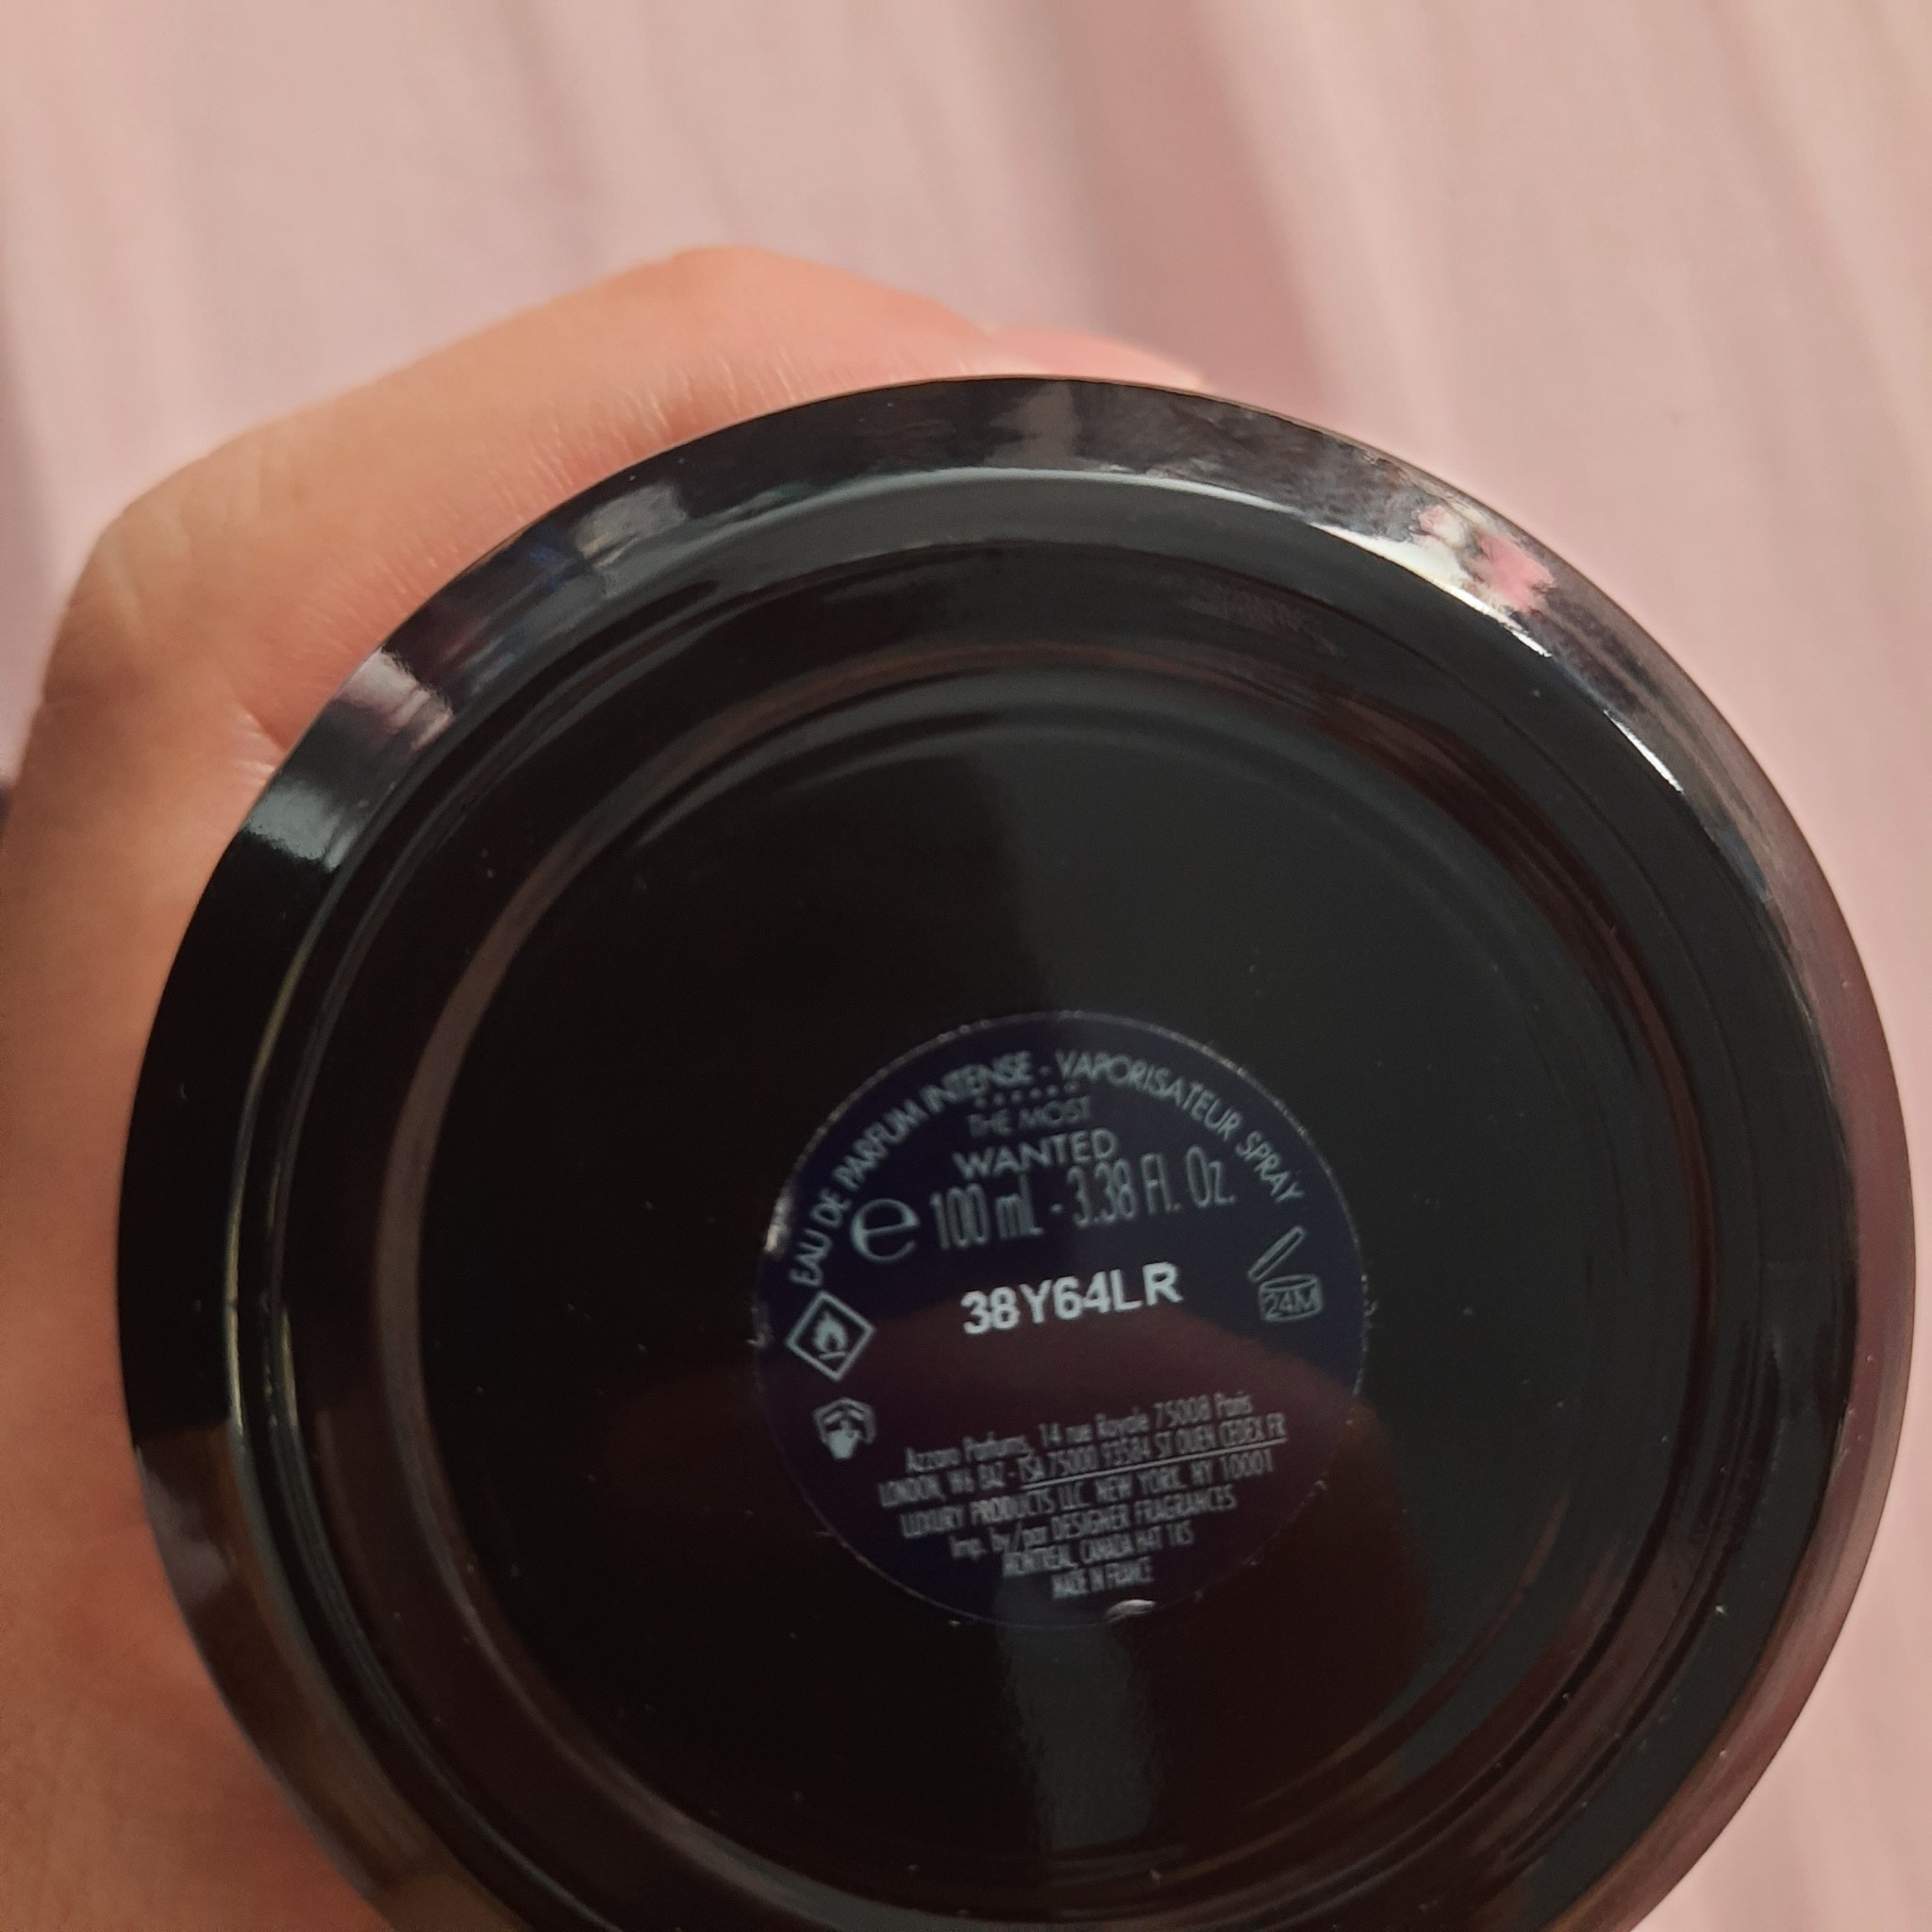 EAU DE PARFUM INTENSE - VAPORISATEUR SPRAY
THE MOST
WANTED
e 100 mL - 3.38 Fl. Oz.
38Y64LR
24M
Azzaro Parfums, 14 rue Royale 75008 Paris
LONDON, W6 8AZ - TSA 75000 93584 ST OUEN CEDEX FR
LUXURY PRODUCTS LLC. NEW YORK, NY 10001
Imp. by/par DESIGNER FRAGRANCES
MONTREAL, CANADA H4T 1K5
MADE IN FRANCE